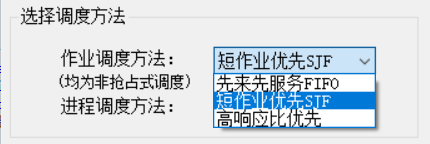 选择调度方法
作业调度方法： 短作业优先SJF
(均为非抢占式调度) 先来先服务FIFO
进程调度方法： 短作业优先SJF
高响应比优先